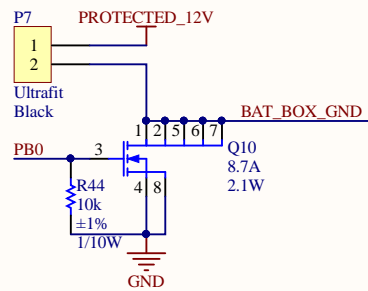 P7
PROTECTED_12V
1
2
Ultrafit
Black
1 2 5 6 7
BAT_BOX_GND
PB0
3
Q10
8.7A
2.1W
R44
10k
±1%
1/10W
4 8
GND